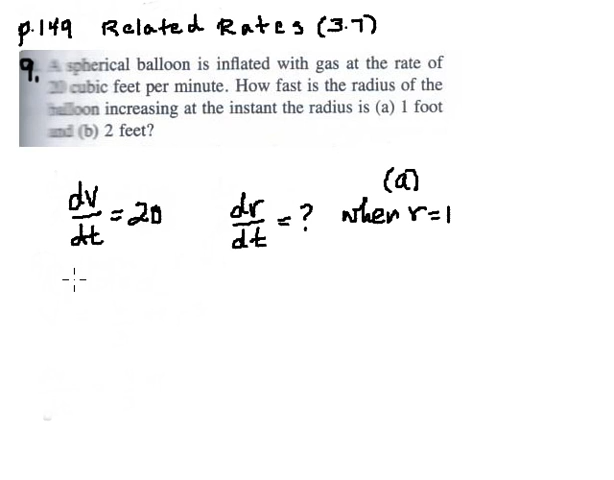 p.149 Related Rates (3.7)
9. A spherical balloon is inflated with gas at the rate of
20 cubic feet per minute. How fast is the radius of the
balloon increasing at the instant the radius is (a) 1 foot
and (b) 2 feet?
(a)
dv/dt = 20 dr/dt = ? when r=1